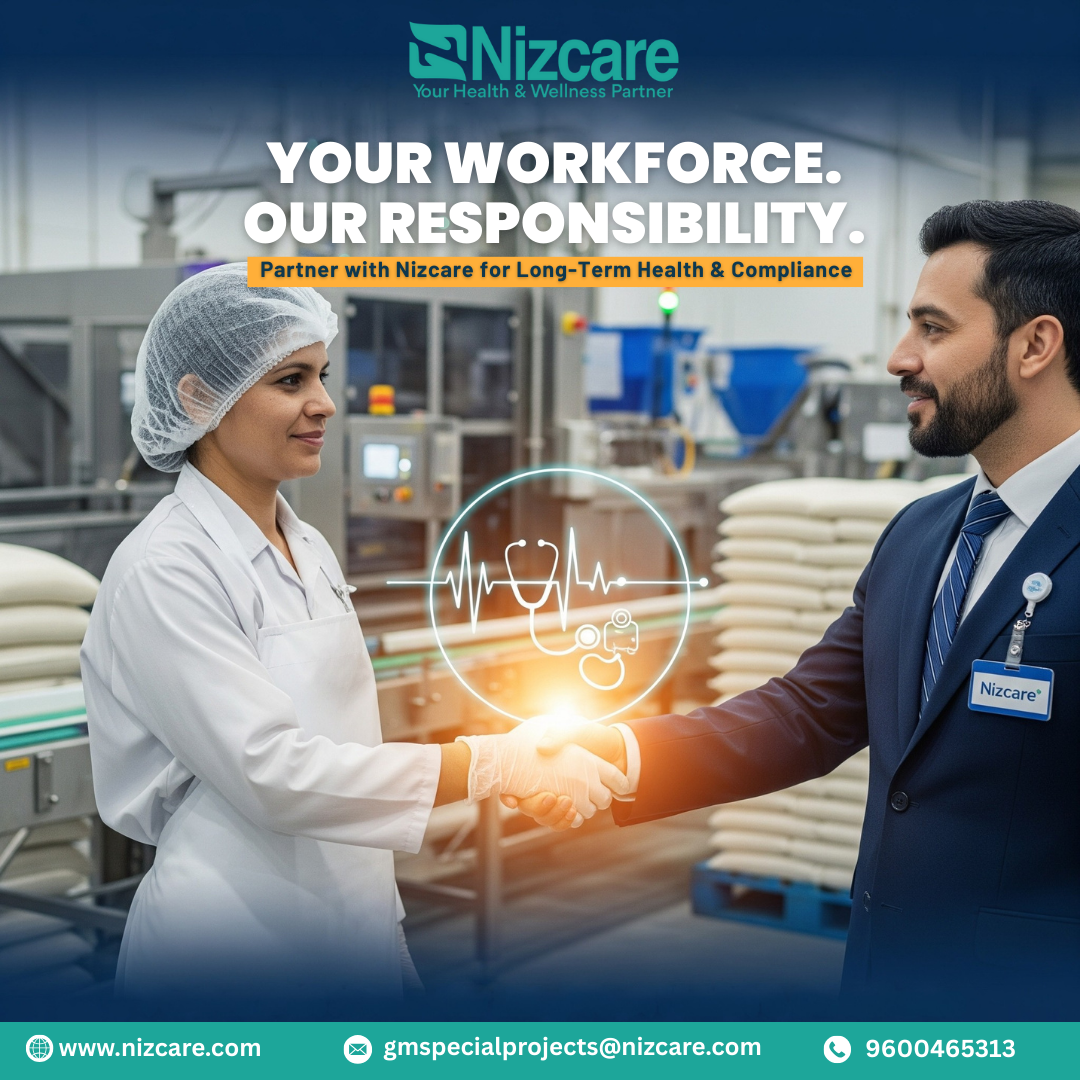 Nizcare
Your Health & Wellness Partner
YOUR WORKFORCE.
OUR RESPONSIBILITY.
Partner with Nizcare for Long-Term Health & Compliance
Nizcare
www.nizcare.com
gmspecialprojects@nizcare.com
9600465313